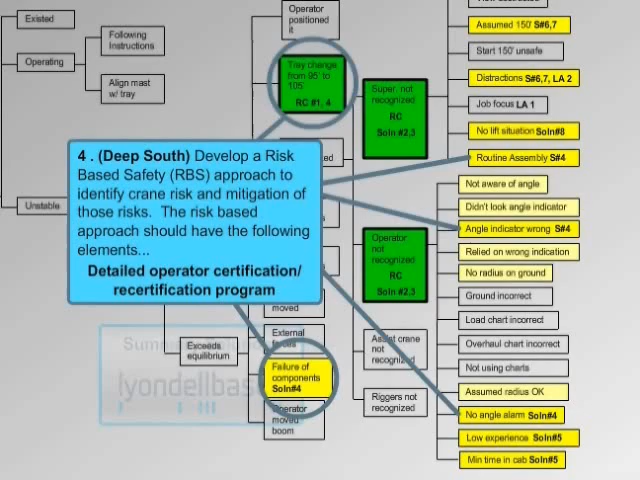 Existed
Operating
Following
Instructions
Align mast
w/ tray
Unstable
Operator
positioned
it
Tray change
from 95' to
105'
RC #1, 4
Super. not
recognized
RC
Soln #2,3
Operator
not
recognized
RC
Soln #2,3
4 . (Deep South) Develop a Risk
Based Safety (RBS) approach to
identify crane risk and mitigation of
those risks. The risk based
approach should have the following
elements...
Detailed operator certification/
recertification program
moved
Exceeds
equilibrium
External
forces
Failure of
components
Soln#4
Operator
moved
boom
Assist crane
not
recognized
Riggers not
recognized
Assumed 150' S#6,7
Start 150' unsafe
Distractions S#6,7, LA 2
Job focus LA 1
No lift situation Soln#8
Routine Assembly S#4
Not aware of angle
Didn't look angle indicator
Angle indicator wrong S#4
Relied on wrong indication
No radius on ground
Ground incorrect
Load chart incorrect
Overhaul chart incorrect
Not using charts
Assumed radius OK
No angle alarm Soln#4
Low experience Soln#5
Min time in cab Soln#5
lyondellbas